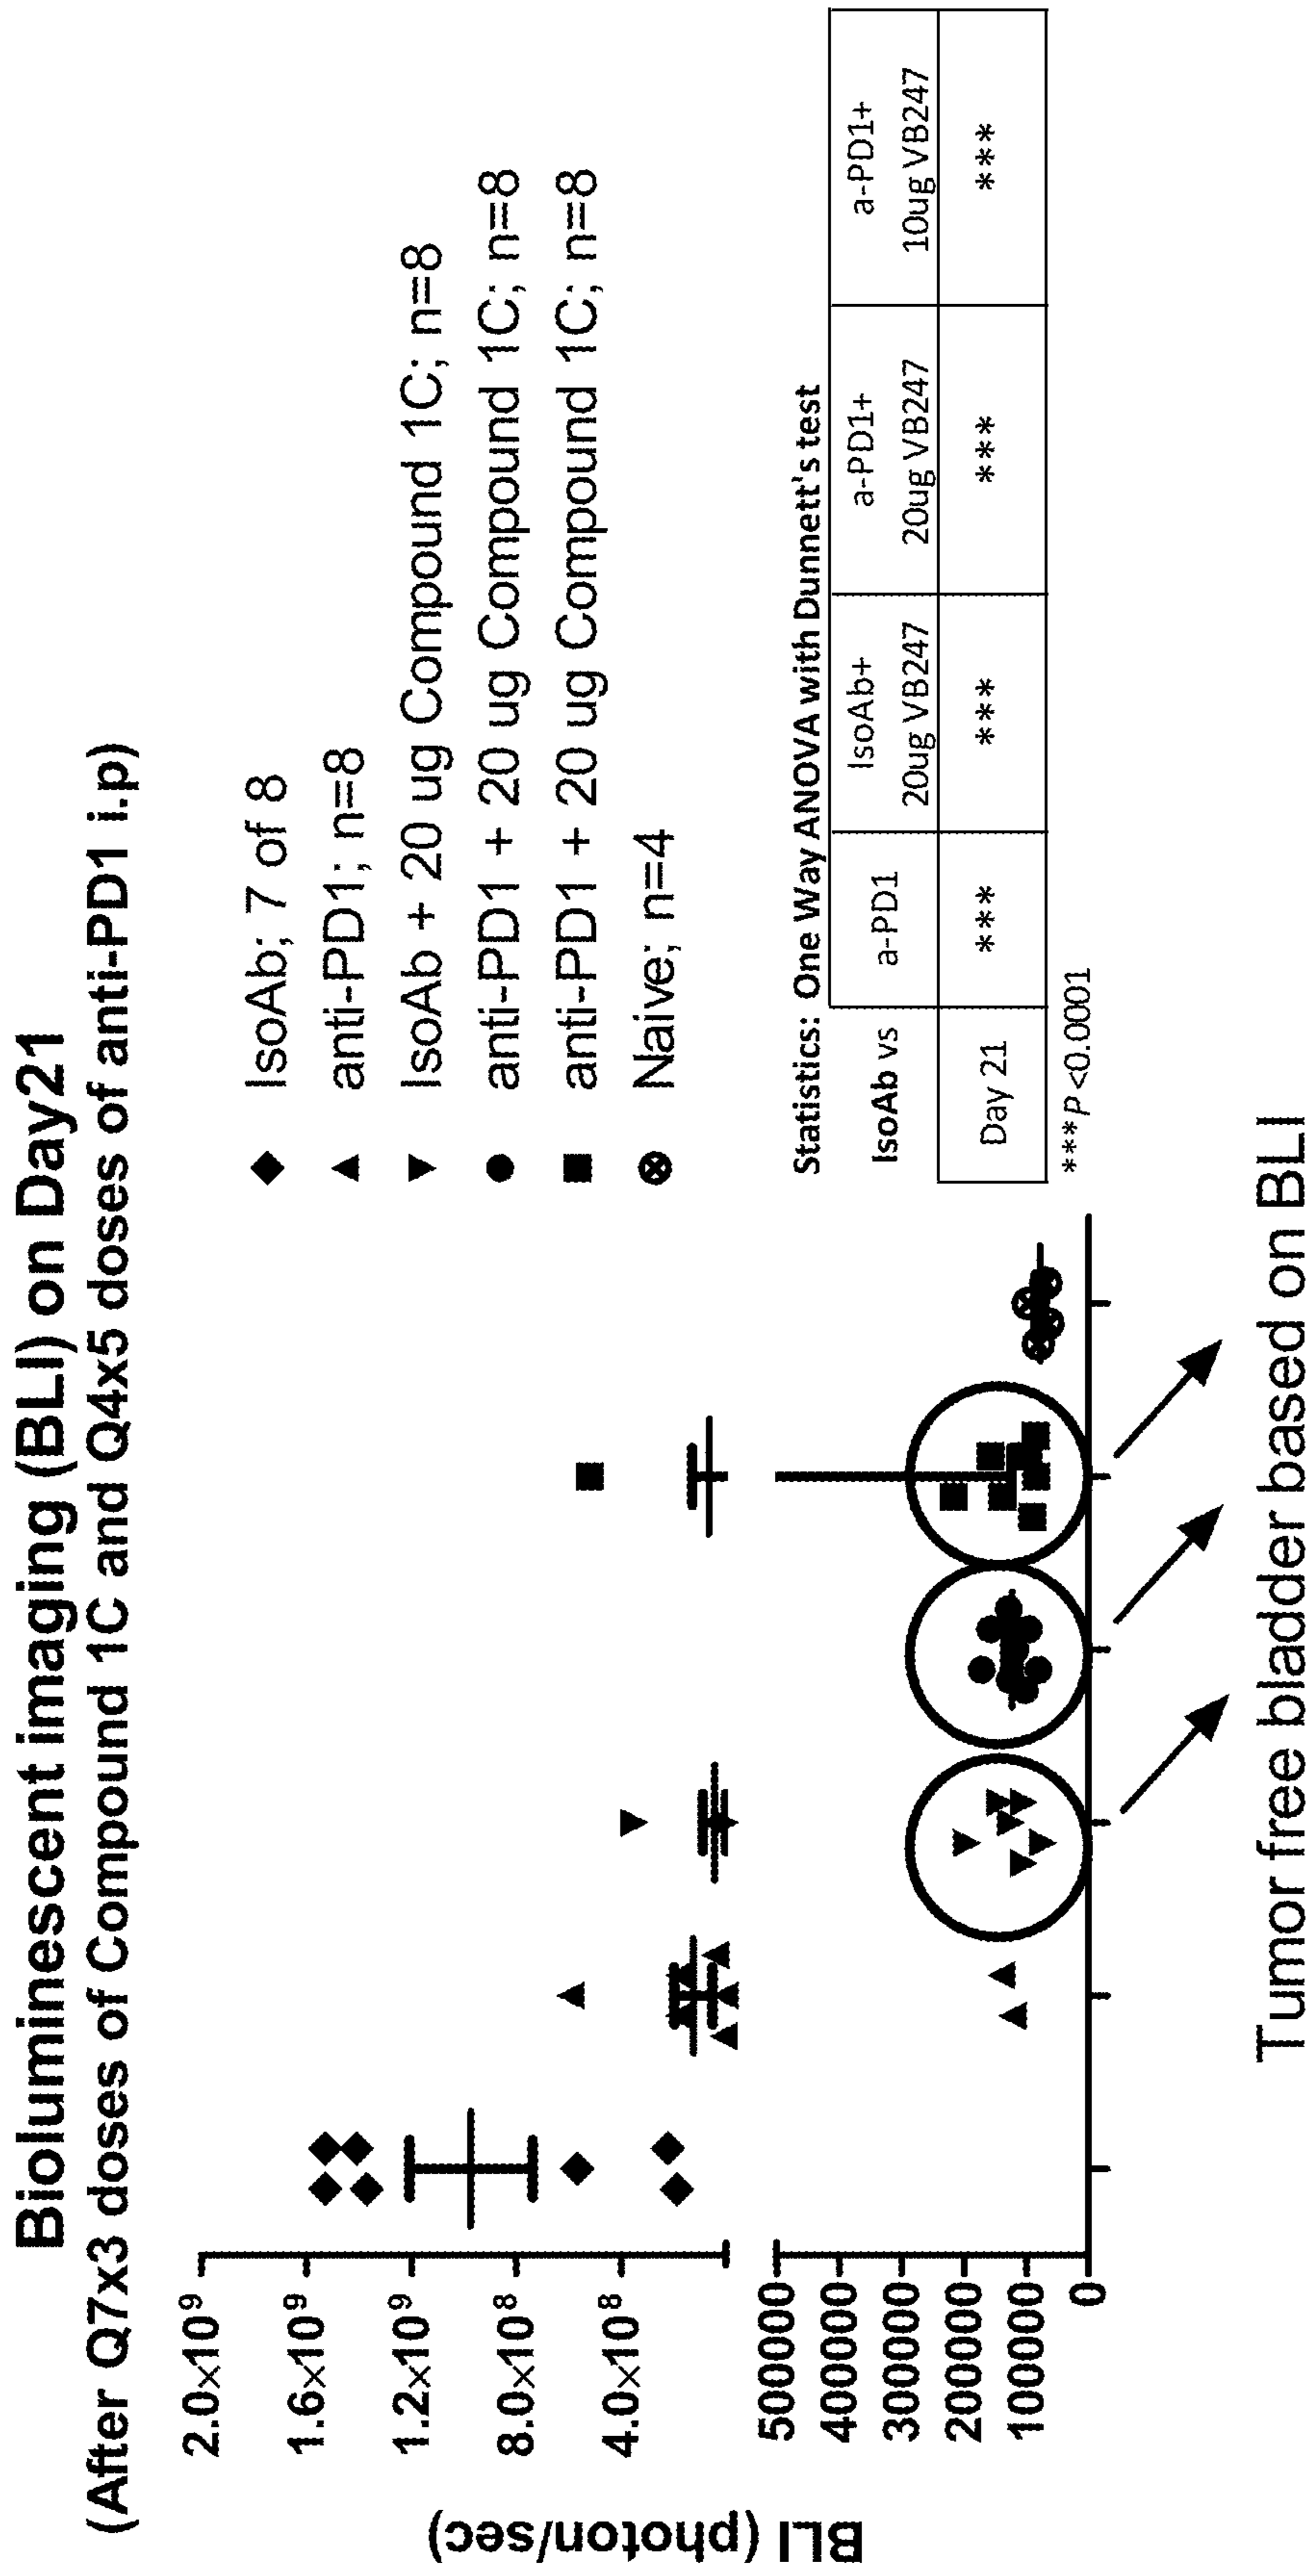 Bioluminescent imaging (BLI) on Day21
(After Q7x3 doses of Compound 1C and Q4x5 doses of anti-PD1 i.p)
BLI (photon/sec)
2.0×10⁹
1.6×10⁹
1.2×10⁹
8.0×10⁸
4.0×10⁸
500000
400000
300000
200000
100000
0
IsoAb; 7 of 8
anti-PD1; n=8
IsoAb + 20 ug Compound 1C; n=8
anti-PD1 + 20 ug Compound 1C; n=8
anti-PD1 + 20 ug Compound 1C; n=8
Naive; n=4
Statistics: One Way ANOVA with Dunnett's test
IsoAb vs a-PD1 IsoAb+ 20ug VB247 a-PD1+ 20ug VB247 a-PD1+ 10ug VB247
Day 21 *** *** *** ***
***P <0.0001
Tumor free bladder based on BLI